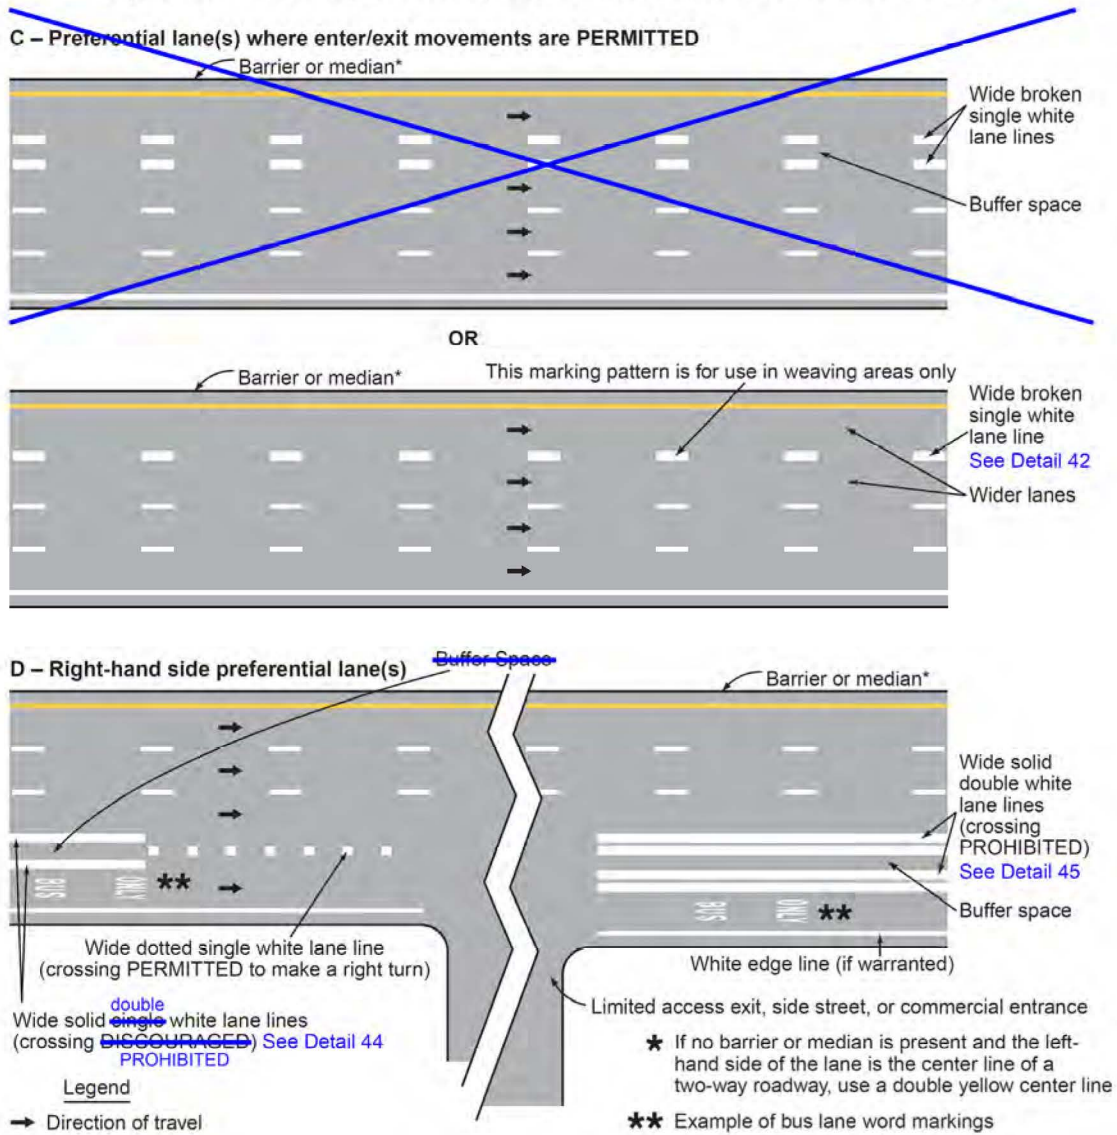 C – Preferential lane(s) where enter/exit movements are PERMITTED
Barrier or median*
Wide broken
single white
lane lines
Buffer space
OR
Barrier or median*
This marking pattern is for use in weaving areas only
Wide broken
single white
lane line
See Detail 42
Wider lanes
D – Right-hand side preferential lane(s)
Buffer Space
Barrier or median*
Wide solid
double white
lane lines
(crossing
PROHIBITED)
See Detail 45
Buffer space
BUS
ONLY
**
BUS
ONLY
**
Wide dotted single white lane line
(crossing PERMITTED to make a right turn)
White edge line (if warranted)
double
Wide solid single white lane lines
(crossing DISCOURAGED) See Detail 44
PROHIBITED
Limited access exit, side street, or commercial entrance
Legend
→ Direction of travel
* If no barrier or median is present and the left-
hand side of the lane is the center line of a
two-way roadway, use a double yellow center line
** Example of bus lane word markings